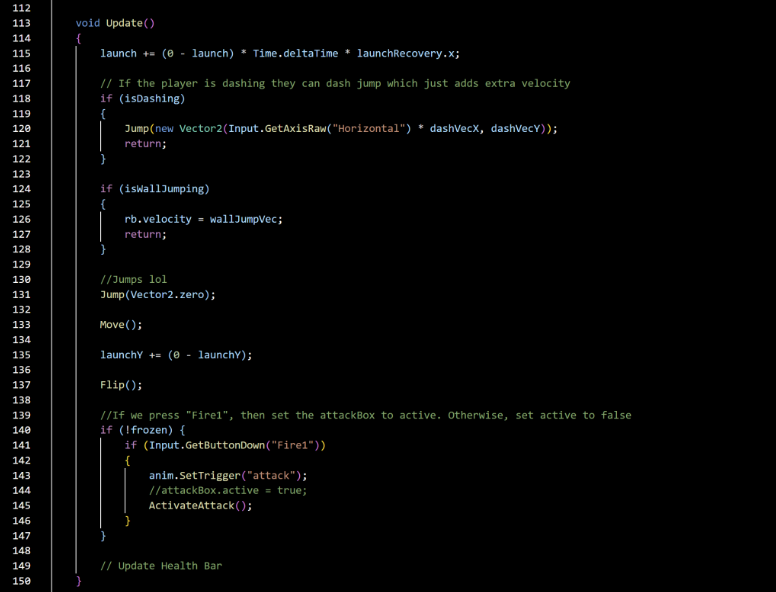 112
113 void Update()
114 {
115 launch += (0 - launch) * Time.deltaTime * launchRecovery.x;
116
117 // If the player is dashing they can dash jump which just adds extra velocity
118 if (isDashing)
119 {
120 Jump(new Vector2(Input.GetAxisRaw("Horizontal") * dashVecX, dashVecY));
121 return;
122 }
123
124 if (isWallJumping)
125 {
126 rb.velocity = wallJumpVec;
127 return;
128 }
129
130 //Jumps lol
131 Jump(Vector2.zero);
132
133 Move();
134
135 launchY += (0 - launchY);
136
137 Flip();
138
139 //If we press "Fire1", then set the attackBox to active. Otherwise, set active to false
140 if (!frozen) {
141 if (Input.GetButtonDown("Fire1"))
142 {
143 anim.SetTrigger("attack");
144 //attackBox.active = true;
145 ActivateAttack();
146 }
147 }
148
149 // Update Health Bar
150 }